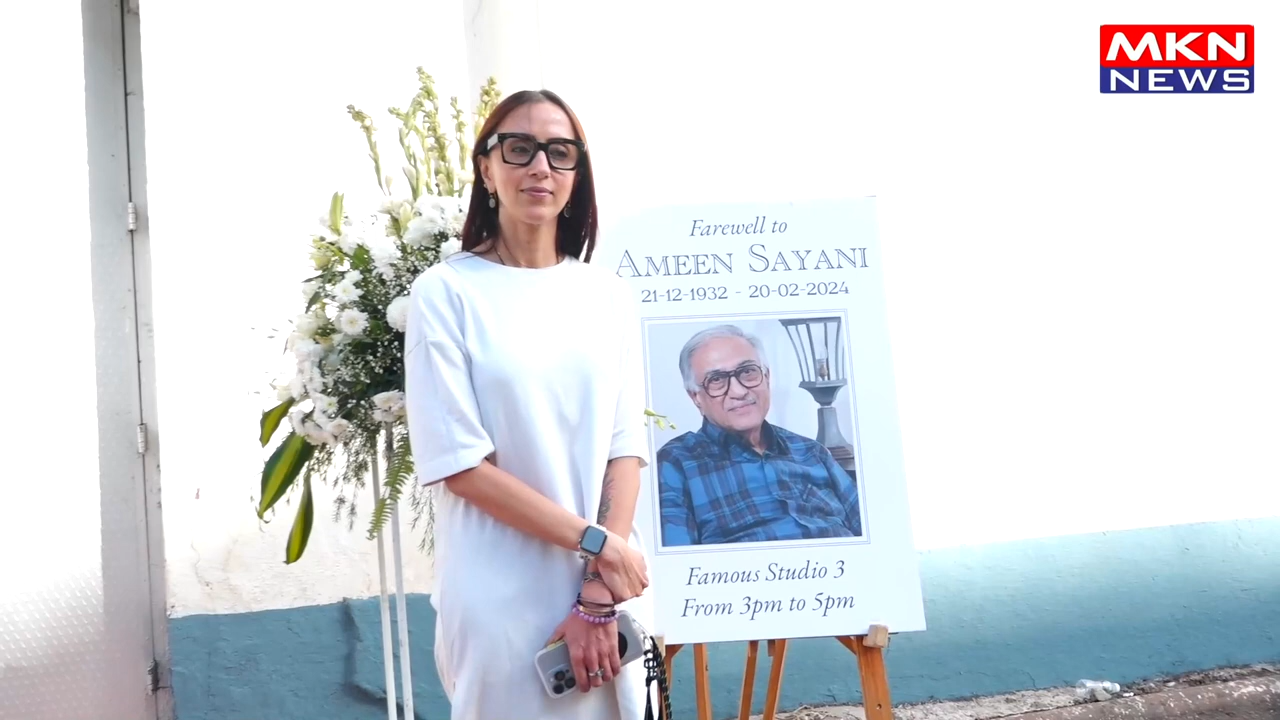 MKN
NEWS
Farewell to
AMEEN SAYANI
21-12-1932 - 20-02-2024
Famous Studio 3
From 3pm to 5pm